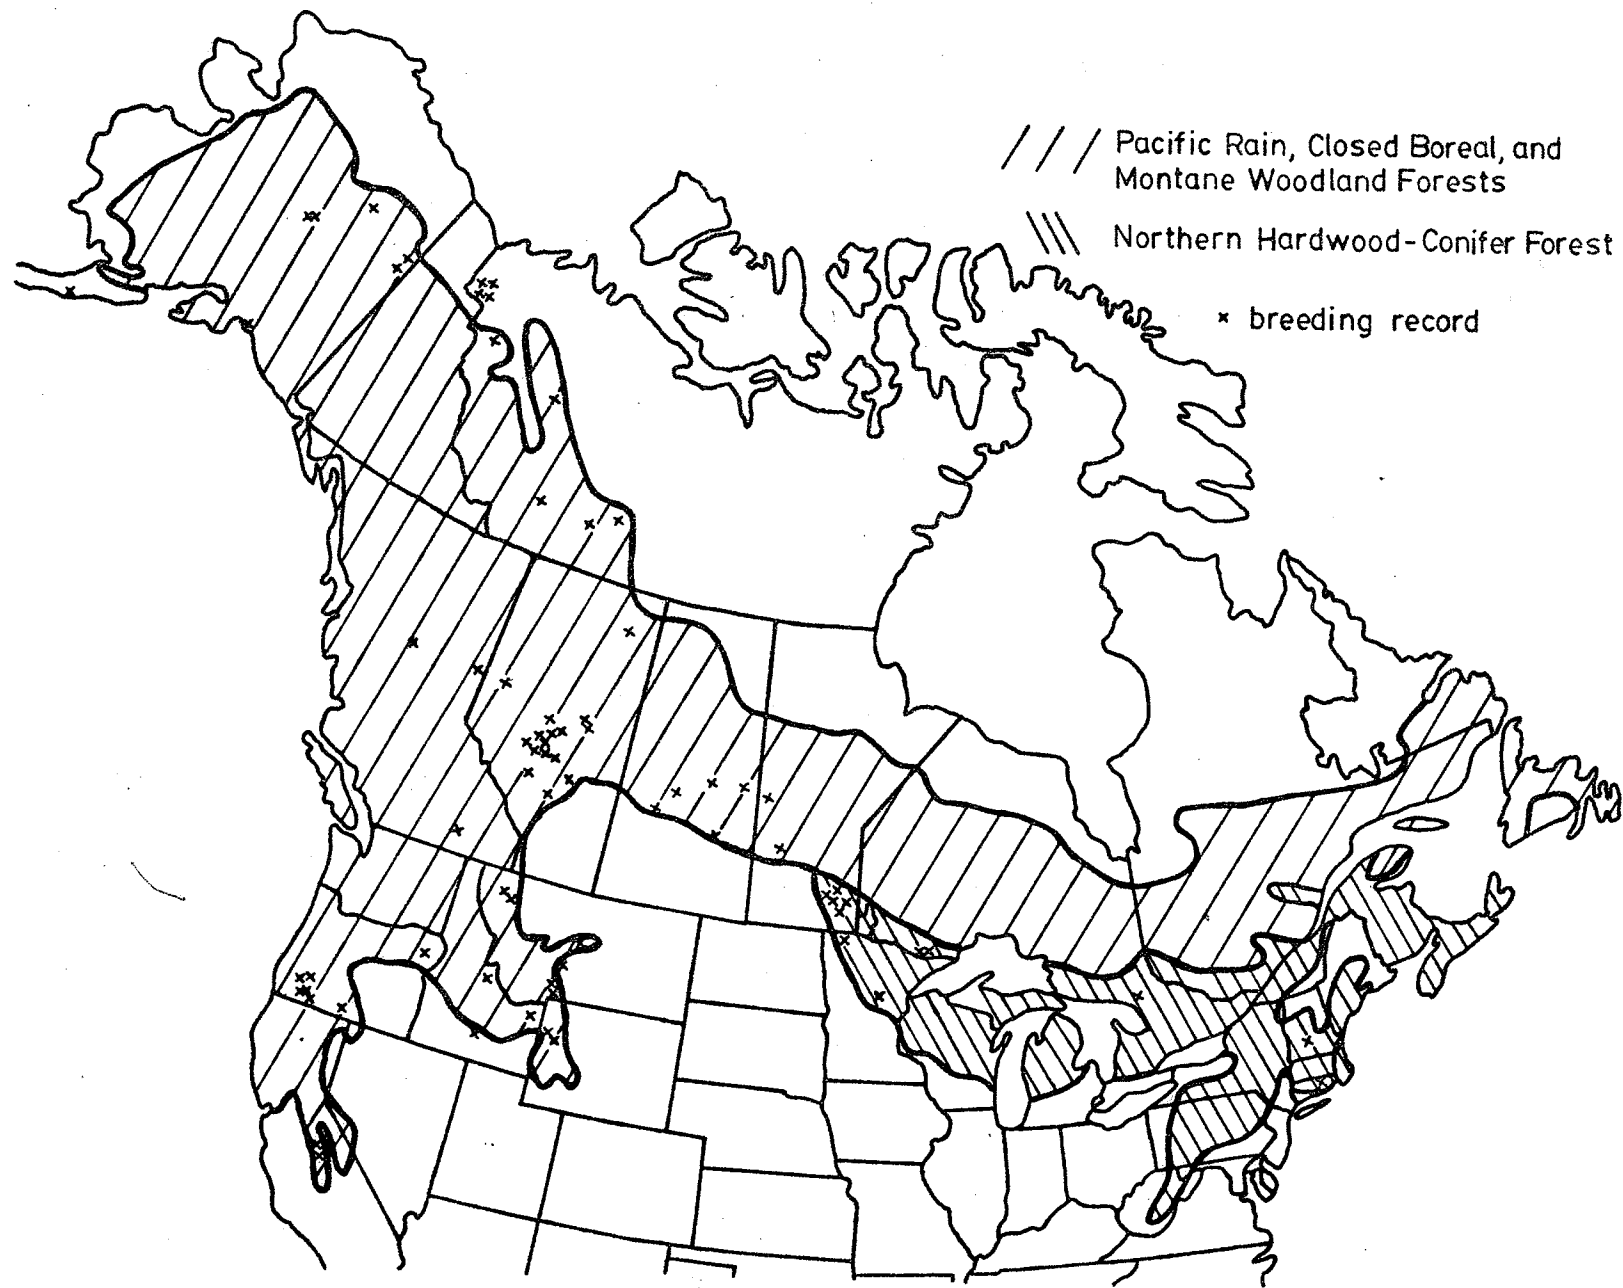 Pacific Rain, Closed Boreal, and
Montane Woodland Forests
Northern Hardwood-Conifer Forest
x breeding record